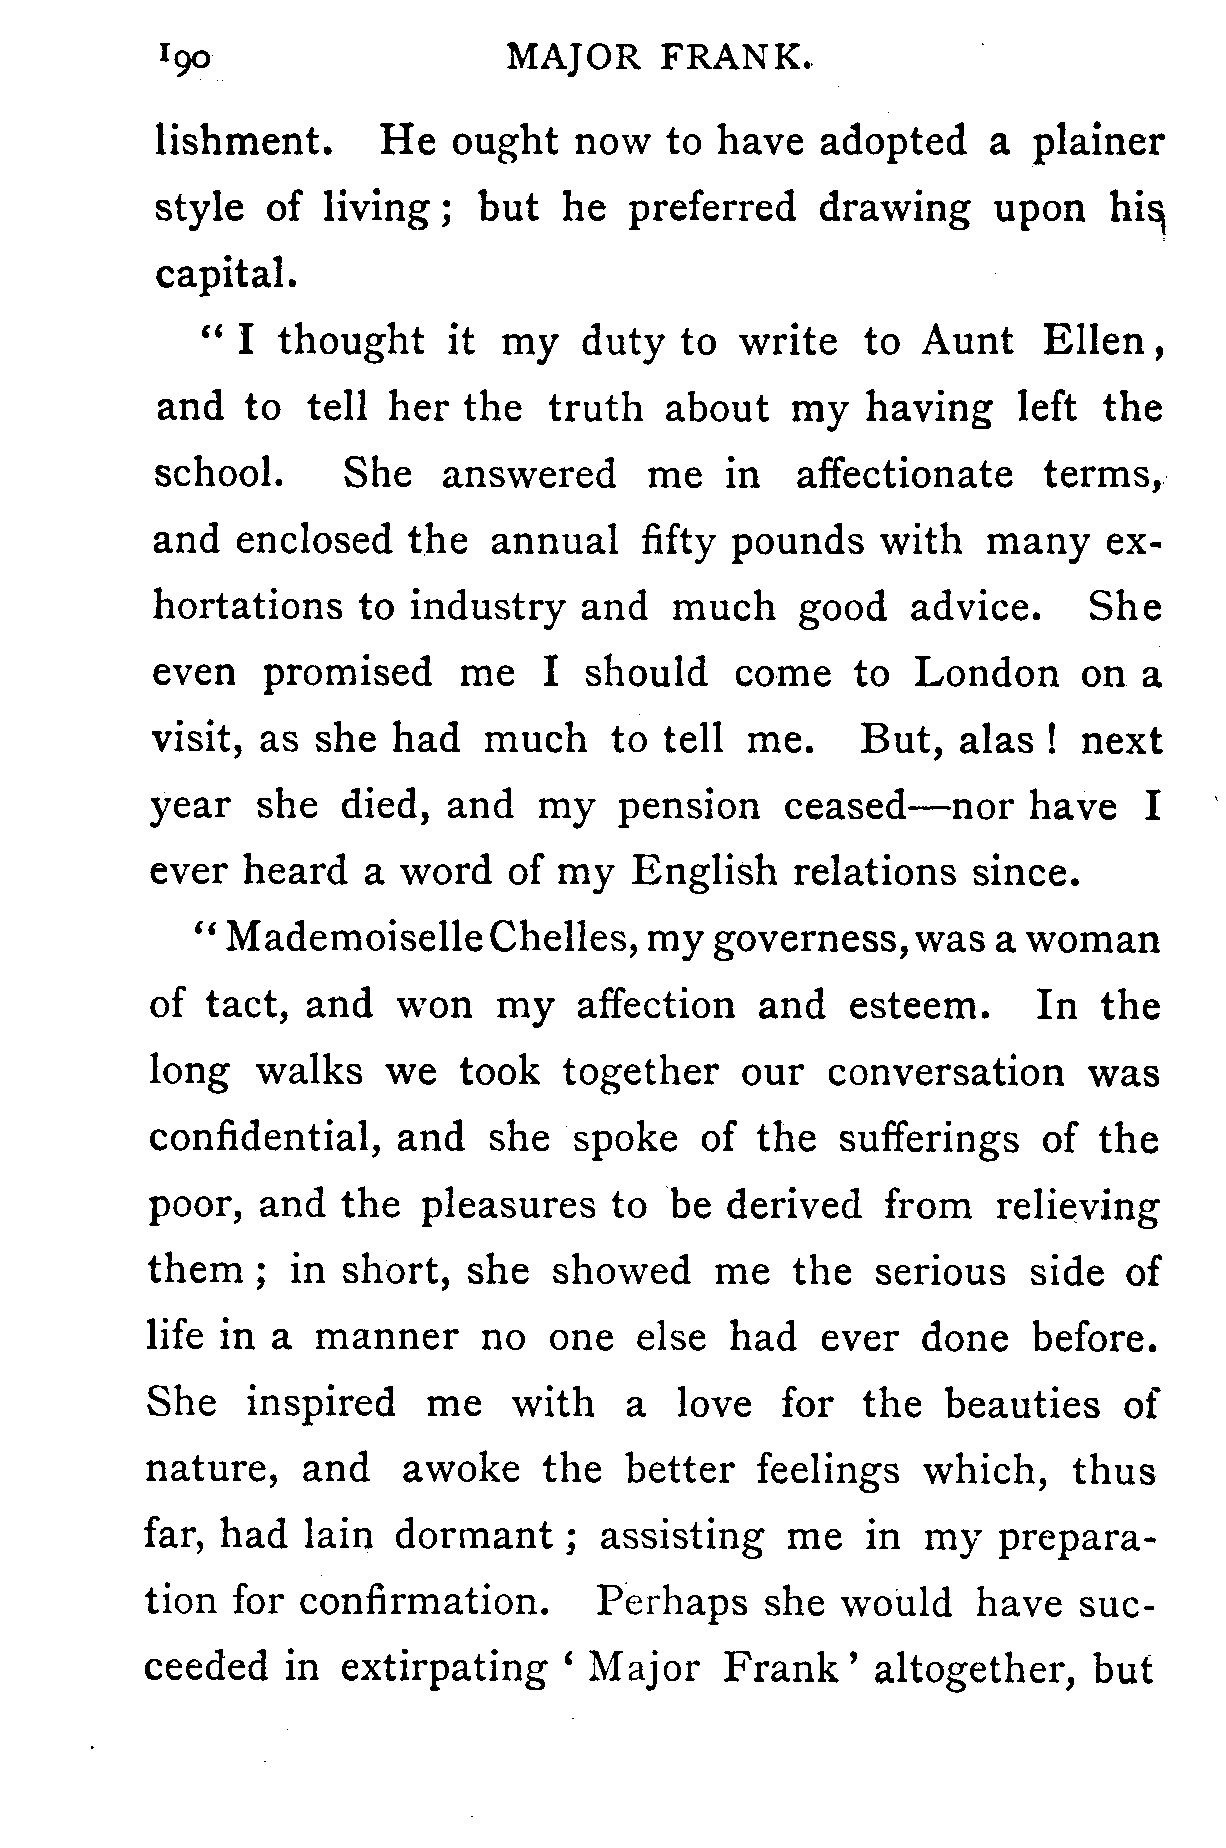 190 MAJOR FRANK.
lishment. He ought now to have adopted a plainer
style of living; but he preferred drawing upon his
capital.
“I thought it my duty to write to Aunt Ellen,
and to tell her the truth about my having left the
school. She answered me in affectionate terms,
and enclosed the annual fifty pounds with many ex-
hortations to industry and much good advice. She
even promised me I should come to London on a
visit, as she had much to tell me. But, alas! next
year she died, and my pension ceased—nor have I
ever heard a word of my English relations since.
“Mademoiselle Chelles, my governess, was a woman
of tact, and won my affection and esteem. In the
long walks we took together our conversation was
confidential, and she spoke of the sufferings of the
poor, and the pleasures to be derived from relieving
them; in short, she showed me the serious side of
life in a manner no one else had ever done before.
She inspired me with a love for the beauties of
nature, and awoke the better feelings which, thus
far, had lain dormant; assisting me in my prepara-
tion for confirmation. Perhaps she would have suc-
ceeded in extirpating ‘Major Frank’ altogether, but